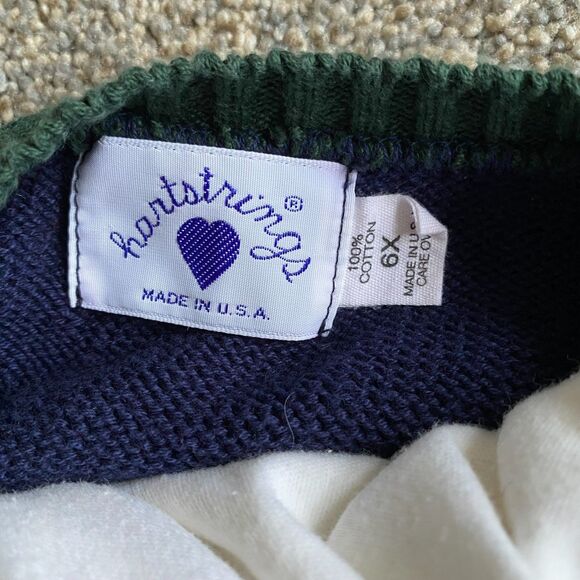 hartstrings®
MADE IN U.S.A.
100%
COTTON
6X
MADE IN U.S.
CARE OV